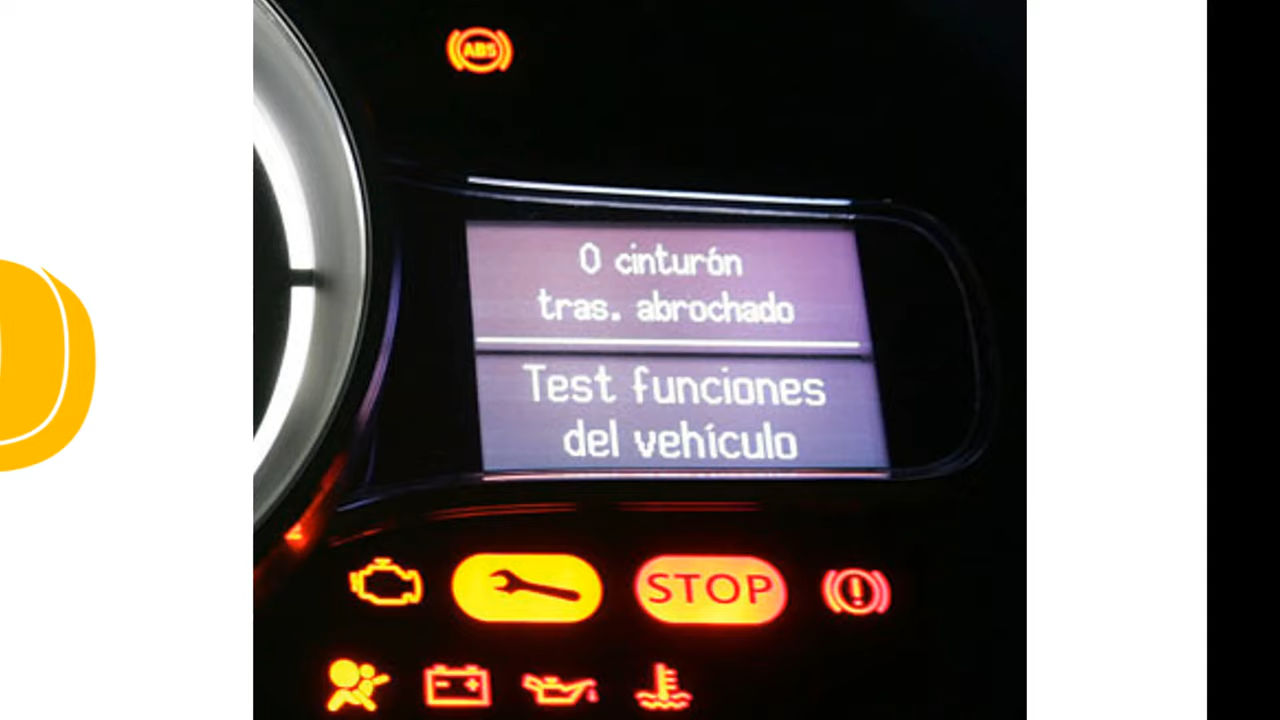 ABS
0 cinturón
tras. abrochado
Test funciones
del vehículo
STOP